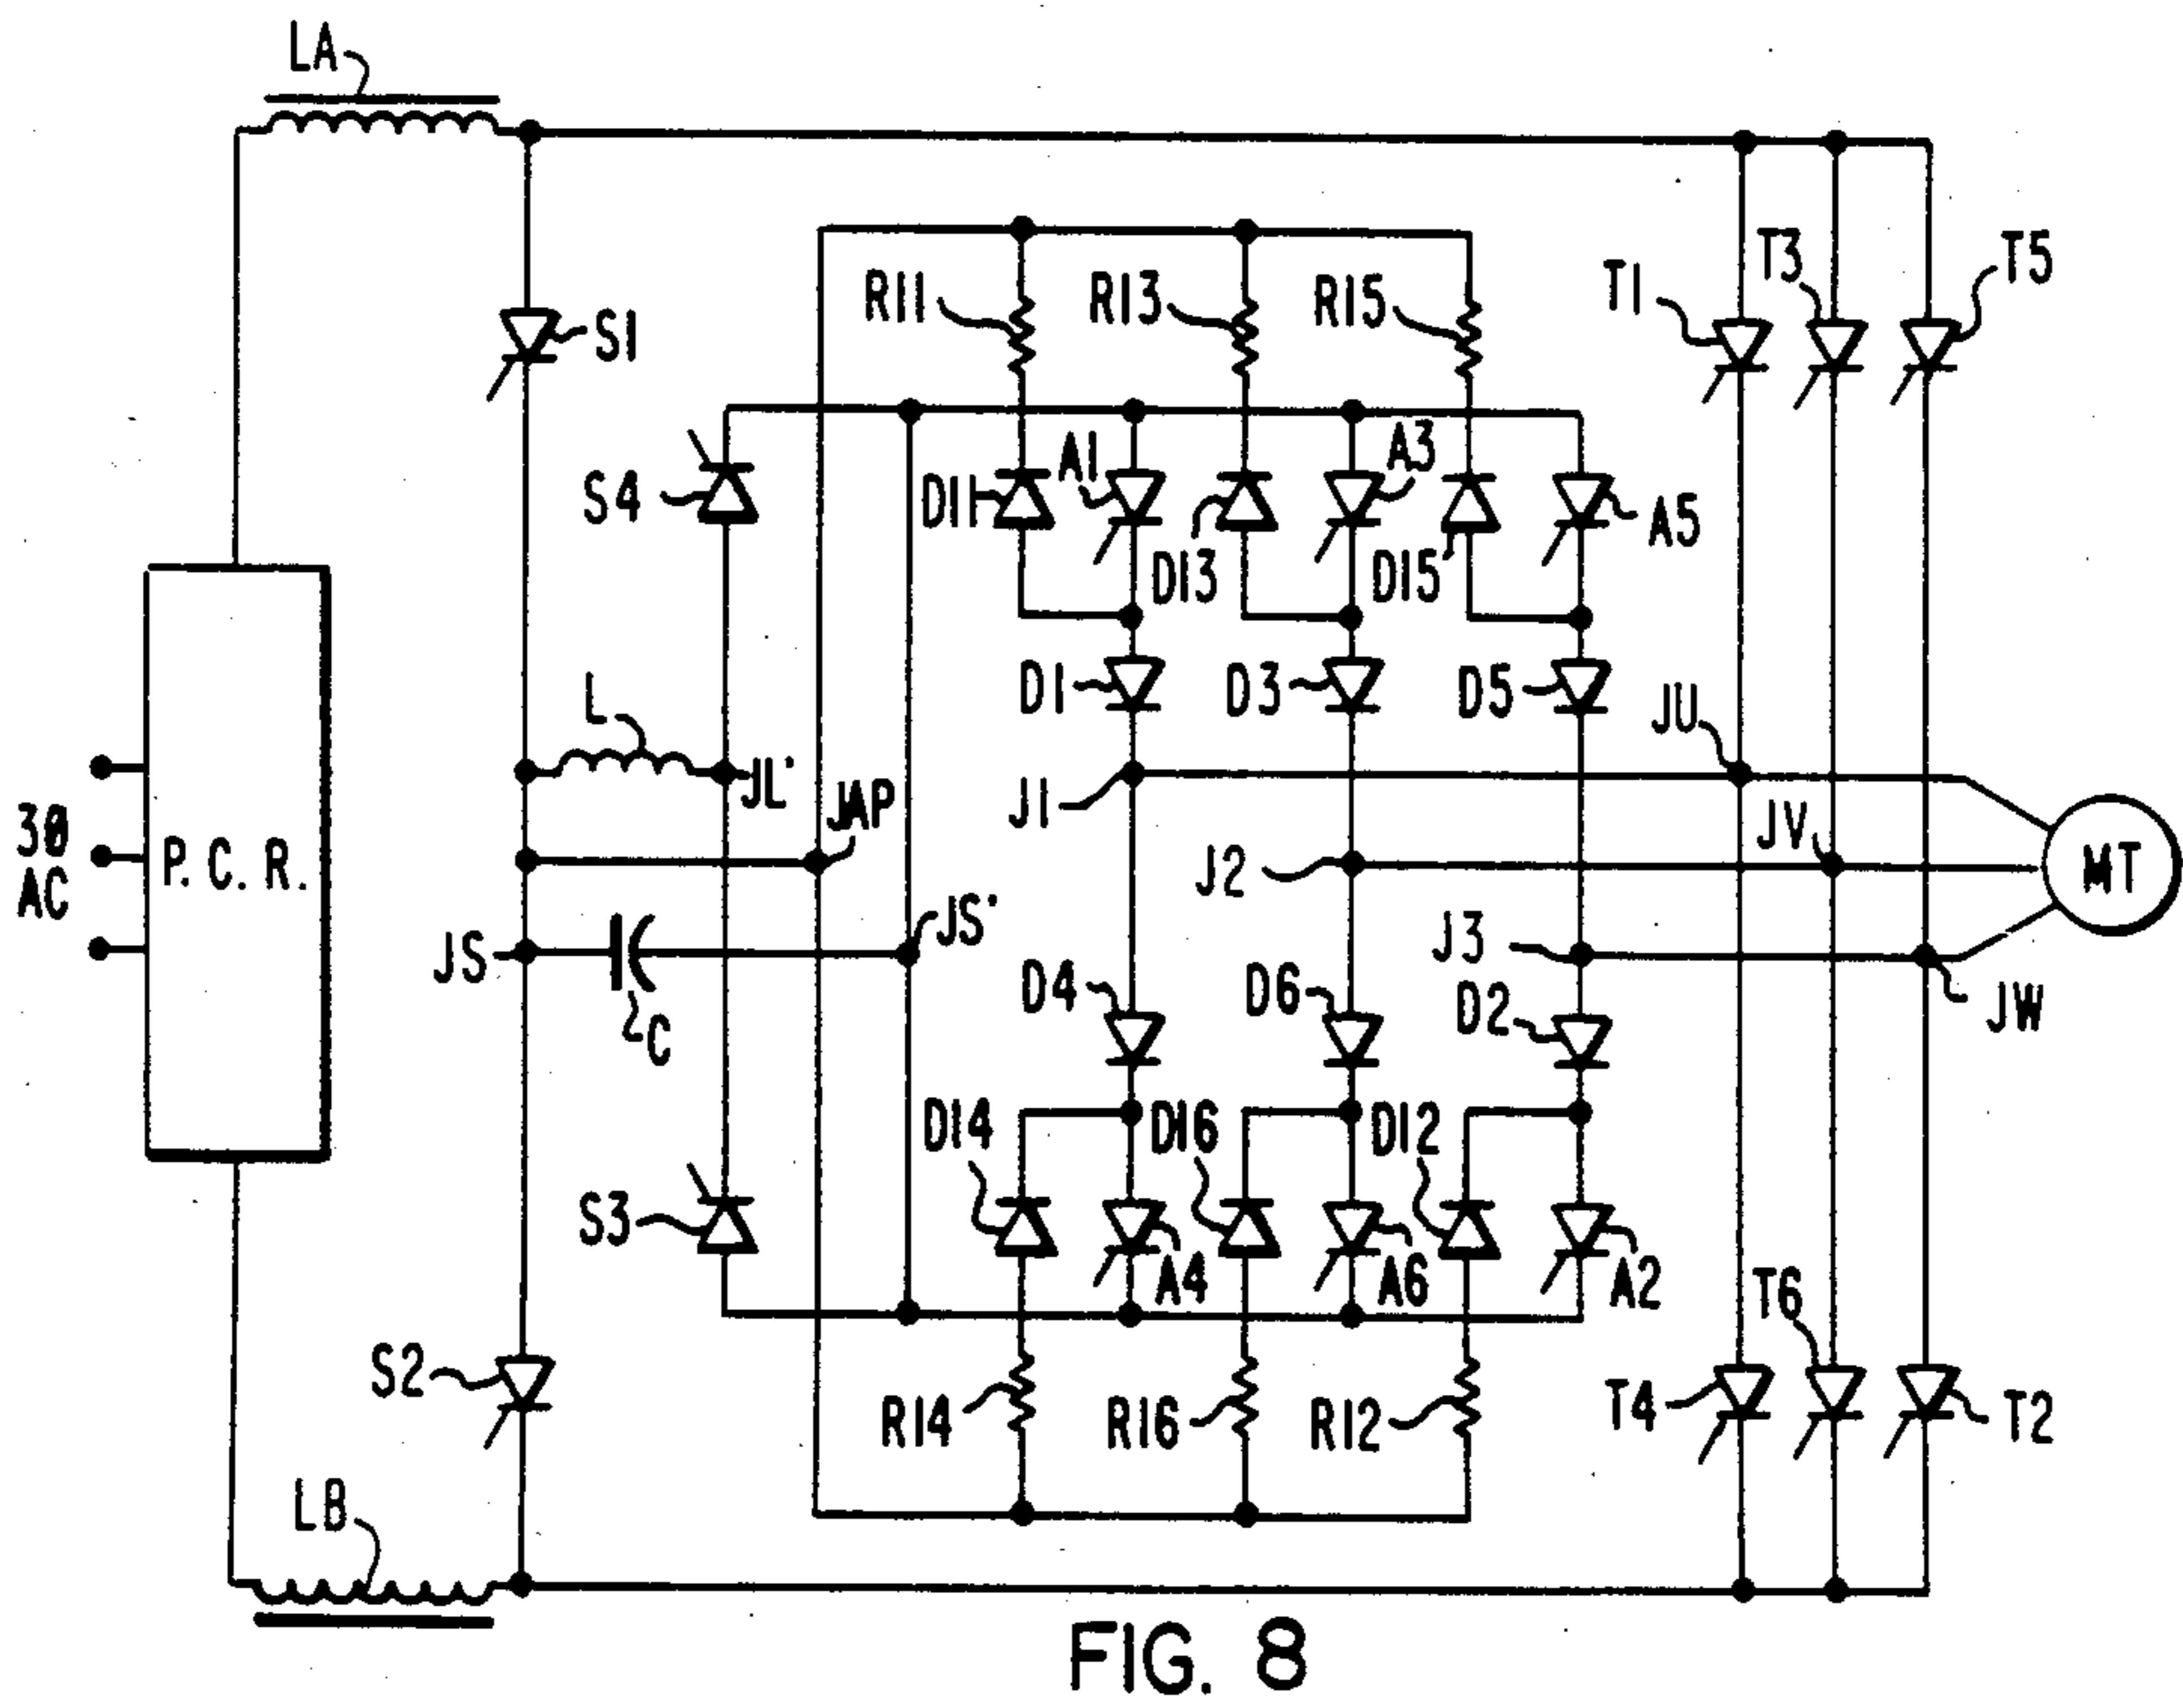 LA
S1
R11
R13
R15
T1
T3
T5
S4
D11
A1
D13
A3
D15
A5
L
JL'
D1
D3
D5
JU
JAP
J1
JV
3Ø
AC
P.C.R.
J2
MT
JS
JS'
J3
C
D4
D6
D2
JW
D14
D16
D12
S3
A4
A6
A2
T6
S2
R14
R16
R12
T4
T2
LB
FIG. 8